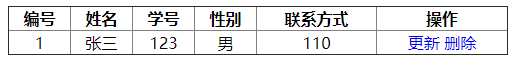 编号 姓名 学号 性别 联系方式 操作
1 张三 123 男 110 更新 删除